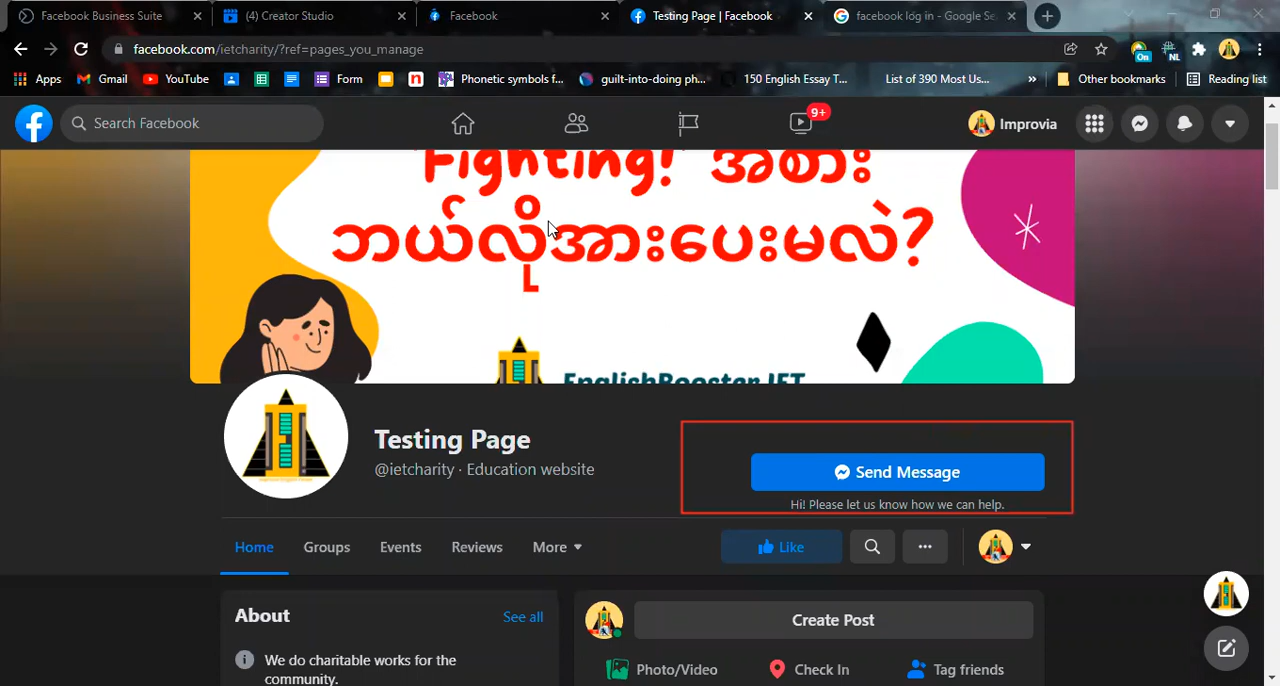 Facebook Business Suite
(4) Creator Studio
Facebook
Testing Page | Facebook
facebook log in - Google Se
facebook.com/ietcharity/?ref=pages_you_manage
On
NL
Apps
Gmail
YouTube
Form
Phonetic symbols f...
guilt-into-doing ph...
150 English Essay T...
List of 390 Most Us...
»
Other bookmarks
Reading list
Search Facebook
9+
Improvia
Fighting! အစား
ဘယ်လိုအားပေးမလဲ?
EnglishBooster IET
Testing Page
@ietcharity · Education website
Send Message
Hi! Please let us know how we can help.
Home
Groups
Events
Reviews
More
Like
About
See all
Create Post
We do charitable works for the
community.
Photo/Video
Check In
Tag friends